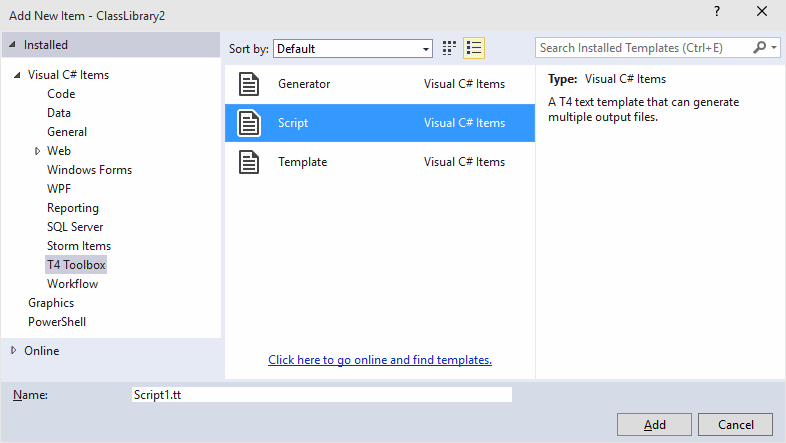 Add New Item - ClassLibrary2
?
Installed
Sort by: Default
Search Installed Templates (Ctrl+E)
Visual C# Items
Code
Data
General
Web
Windows Forms
WPF
Reporting
SQL Server
Storm Items
T4 Toolbox
Workflow
Graphics
PowerShell
Online
Generator Visual C# Items
Script Visual C# Items
Template Visual C# Items
Click here to go online and find templates.
Type: Visual C# Items
A T4 text template that can generate
multiple output files.
Name: Script1.tt
Add Cancel